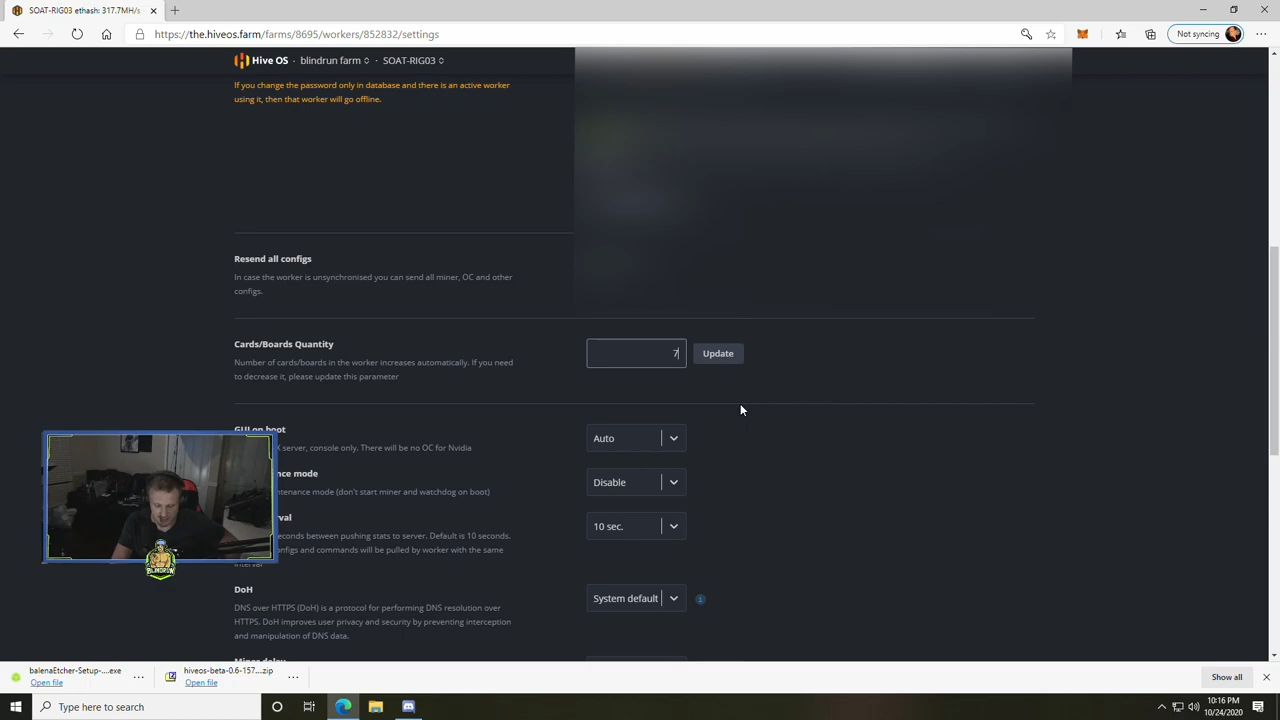 SOAT-RIG03 ethash: 317.7MH/s
https://the.hiveos.farm/farms/8695/workers/852832/settings
Not syncing
Hive OS · blindrun farm · SOAT-RIG03
If you change the password only in database and there is an active worker
using it, then that worker will go offline.
Resend all configs
In case the worker is unsynchronised you can send all miner, OC and other
configs.
Cards/Boards Quantity
Number of cards/boards in the worker increases automatically. If you need
to decrease it, please update this parameter
7
Update
GUI on boot
X server, console only. There will be no OC for Nvidia
Auto
nce mode
ntenance mode (don't start miner and watchdog on boot)
Disable
rval
econds between pushing stats to server. Default is 10 seconds.
onfigs and commands will be pulled by worker with the same
interval
10 sec.
DoH
DNS over HTTPS (DoH) is a protocol for performing DNS resolution over
HTTPS. DoH improves user privacy and security by preventing interception
and manipulation of DNS data.
System default
BLINDRUN
balenaEtcher-Setup-....exe
Open file
hiveos-beta-0.6-157....zip
Open file
Show all
Type here to search
10:16 PM
10/24/2020